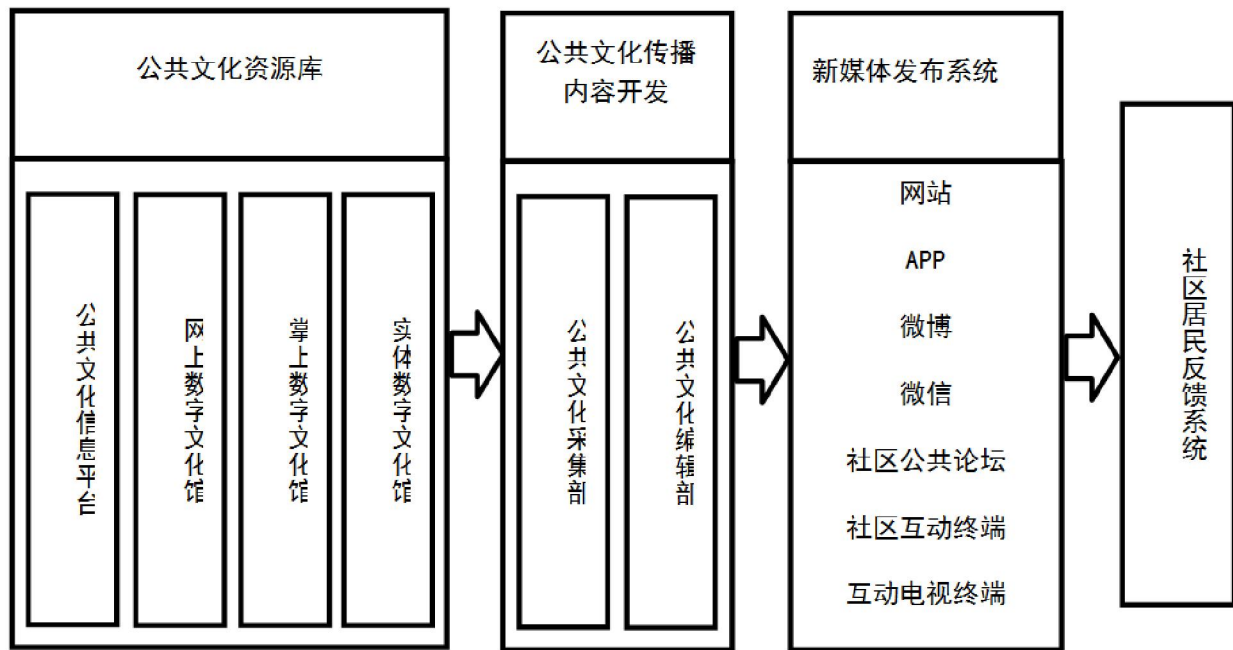 公共文化资源库
公共文化信息平台
网上数字文化馆
掌上数字文化馆
实体数字文化馆
公共文化传播
内容开发
公共文化采集部
公共文化编辑部
新媒体发布系统
网站
APP
微博
微信
社区公共论坛
社区互动终端
互动电视终端
社区居民反馈系统